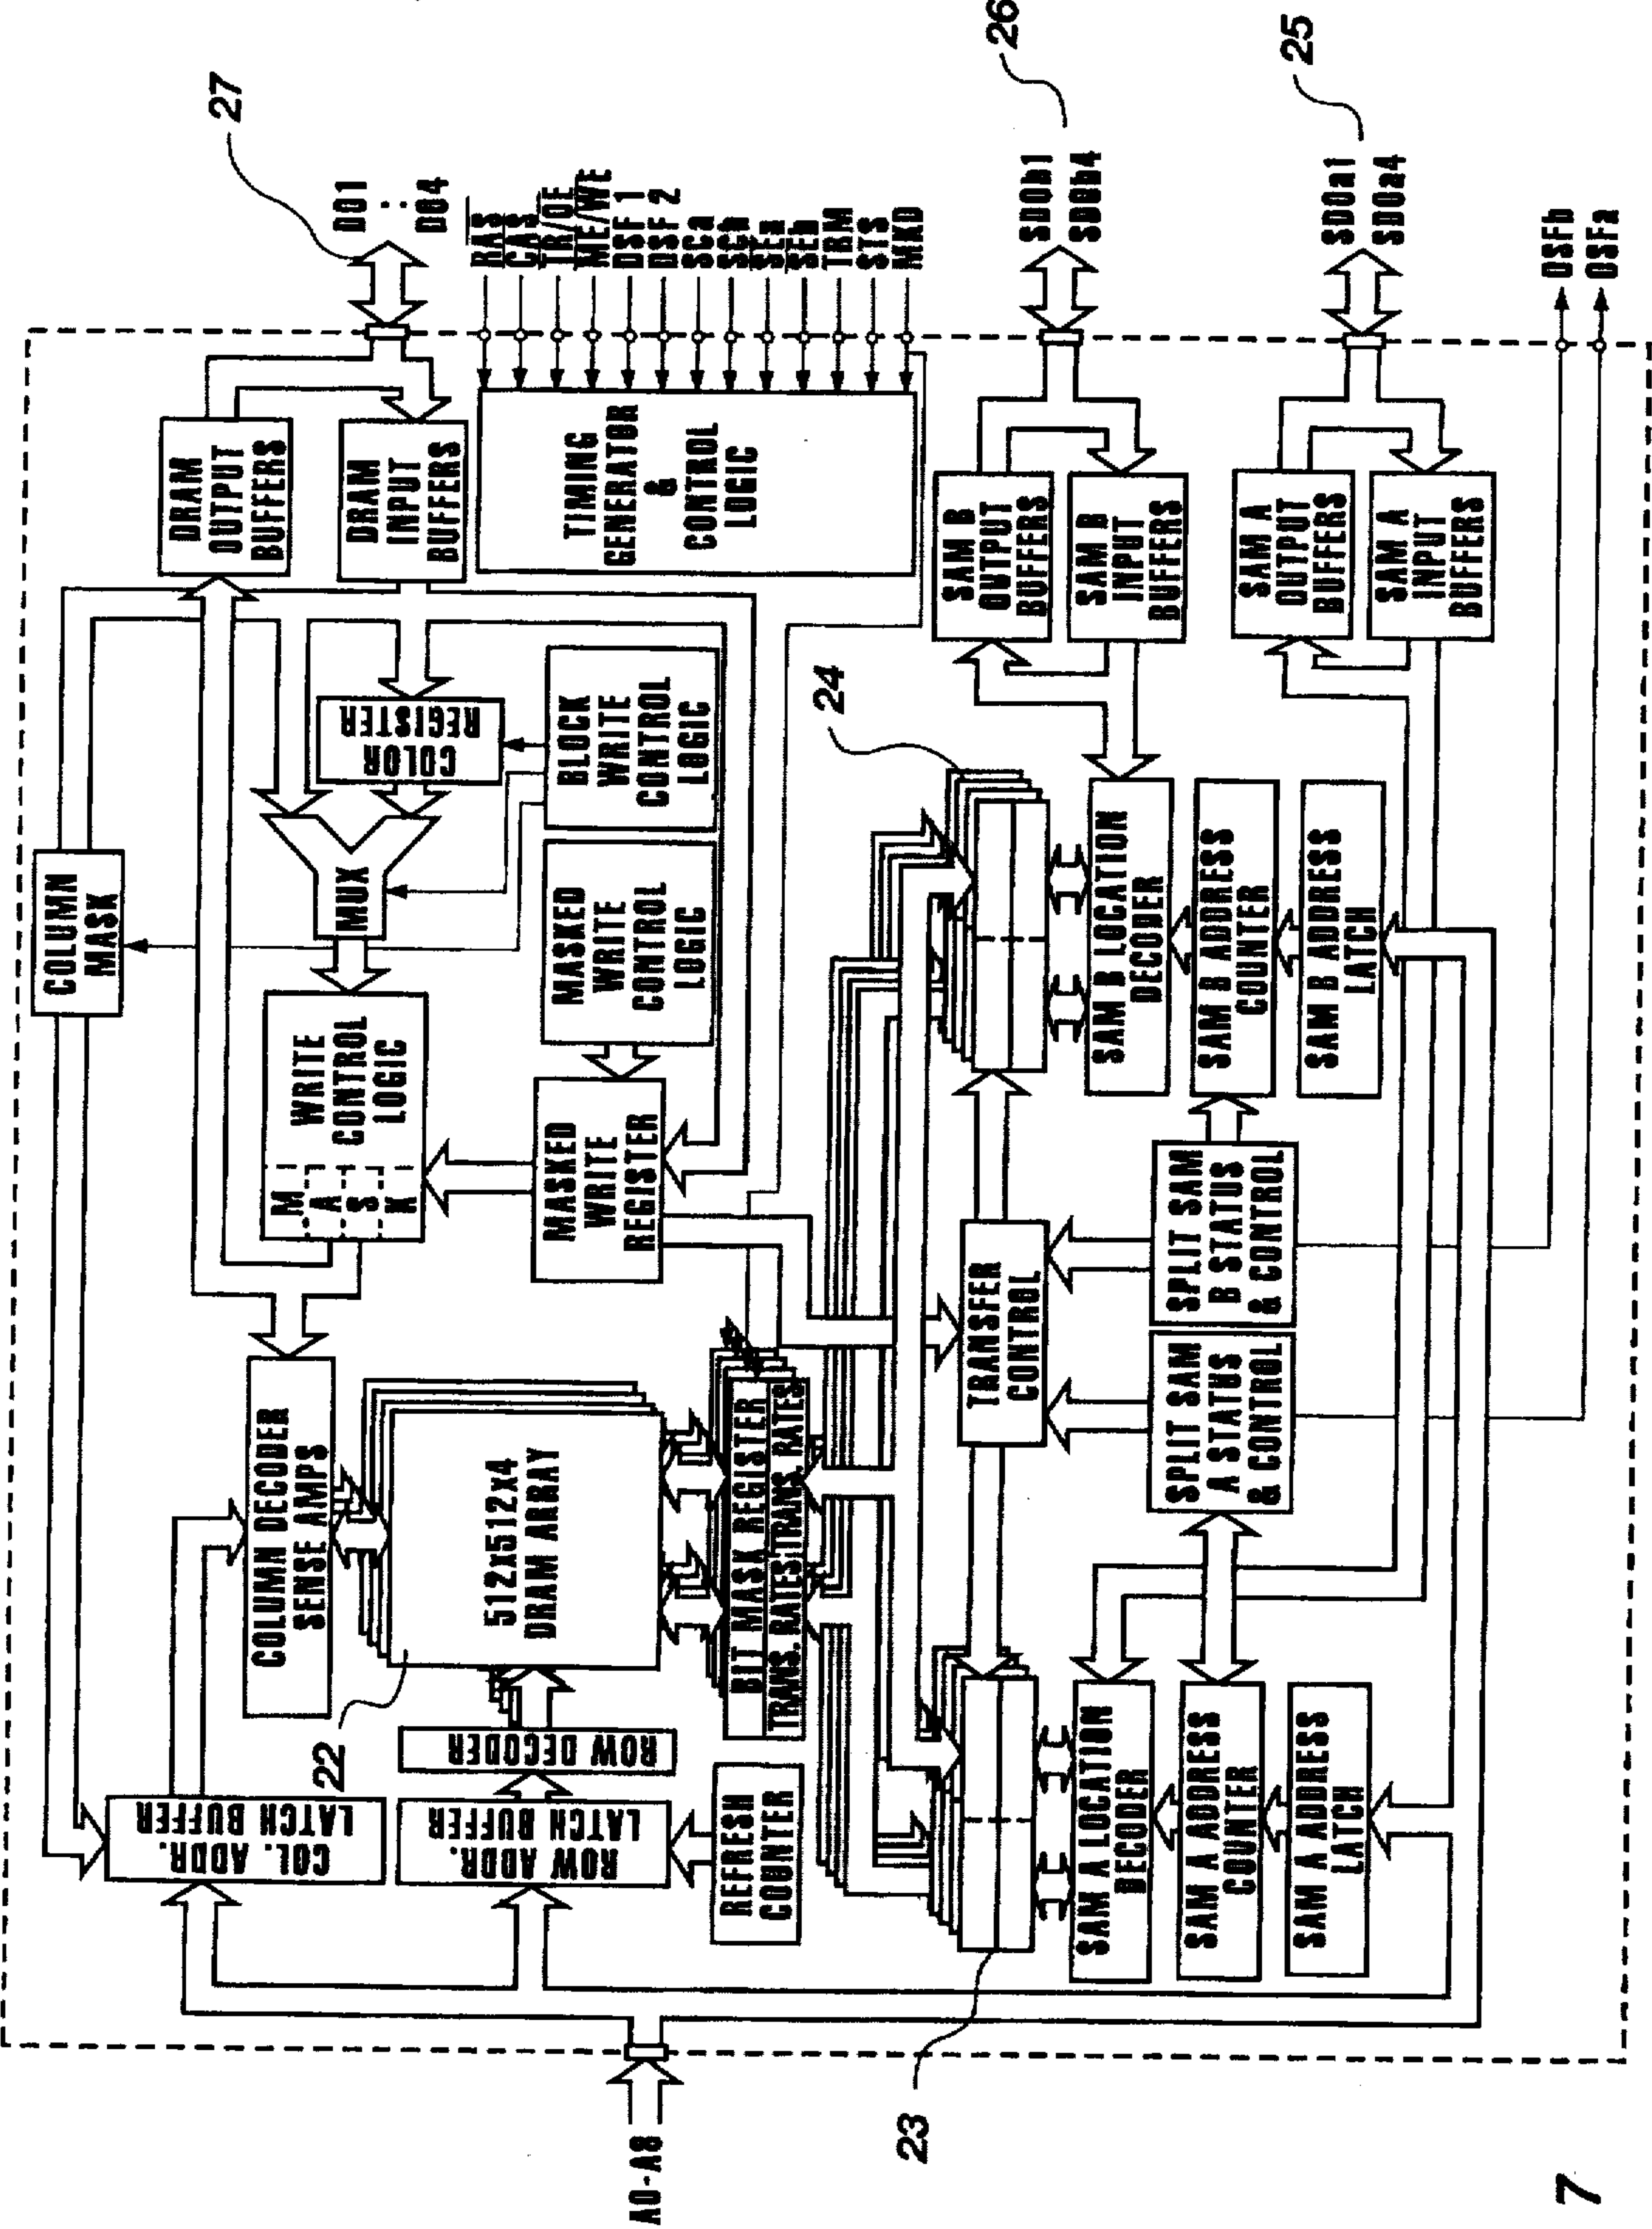 27
DRAM
OUTPUT
BUFFERS
DRAM
INPUT
BUFFERS
DQ1
:
DQ4
COLUMN
MASK
MUX
COLOR
REGISTER
BLOCK
WRITE
CONTROL
LOGIC
MASKED
WRITE
CONTROL
LOGIC
WRITE
CONTROL
LOGIC
M
A
S
K
MASKED
WRITE
REGISTER
TIMING
GENERATOR
&
CONTROL
LOGIC
RAS
CAS
TR/OE
ME/WE
DSF 1
DSF 2
SCa
SCb
SEa
SEb
TRM
STS
MKD
COLUMN DECODER
SENSE AMPS
512x512x4
DRAM ARRAY
22
COL. ADDR.
LATCH BUFFER
ROW DECODER
ROW ADDR.
LATCH BUFFER
REFRESH
COUNTER
A0-A8
BIT MASK REGISTER
TRANS. RATES
TRANS. RATES
24
23
TRANSFER
CONTROL
SAM B
OUTPUT
BUFFERS
SAM B
INPUT
BUFFERS
SDQb1
SDQb4
26
SAM B LOCATION
DECODER
SAM B ADDRESS
COUNTER
SAM B ADDRESS
LATCH
SPLIT SAM
B STATUS
& CONTROL
SPLIT SAM
A STATUS
& CONTROL
SAM A LOCATION
DECODER
SAM A ADDRESS
COUNTER
SAM A ADDRESS
LATCH
SAM A
OUTPUT
BUFFERS
SAM A
INPUT
BUFFERS
SDQa1
SDQa4
25
QSFb
QSFa
7